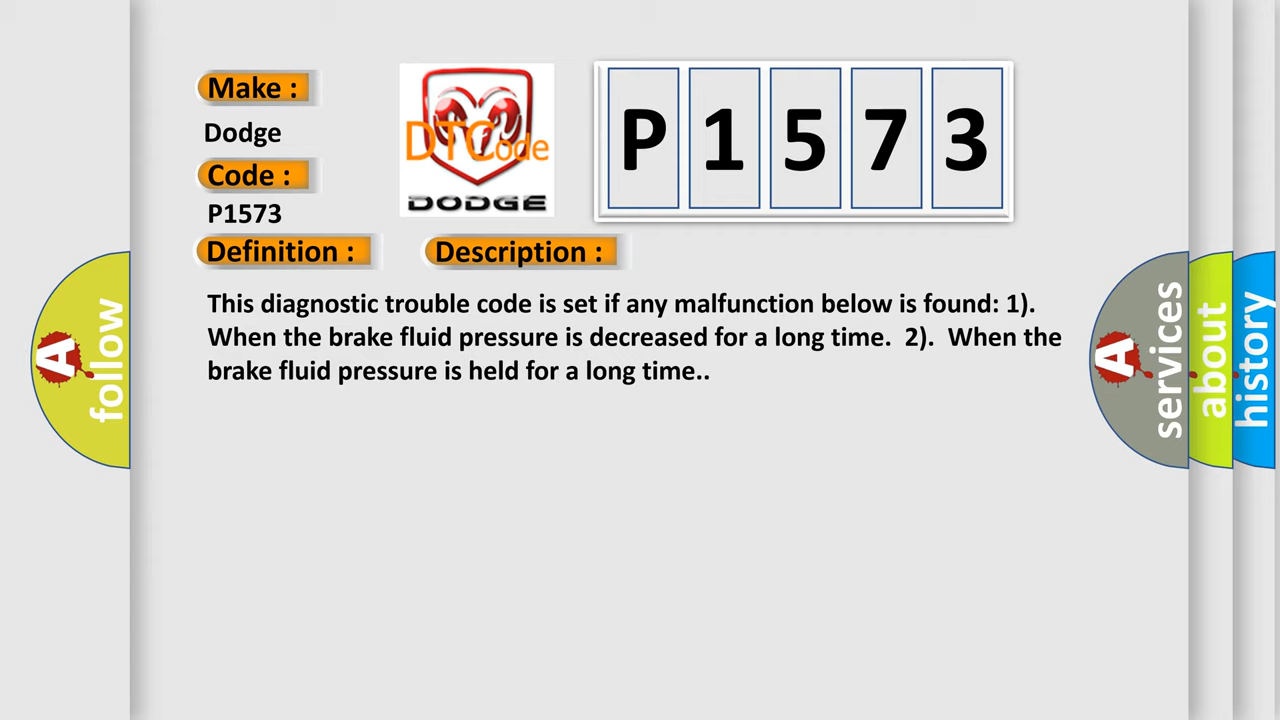 Make :
Dodge
Code :
P1573
Definition :
Description :
This diagnostic trouble code is set if any malfunction below is found: 1).
When the brake fluid pressure is decreased for a long time.  2).  When the
brake fluid pressure is held for a long time..
DTCode
DODGE
P 1 5 7 3
A
follow
A
services
about
history